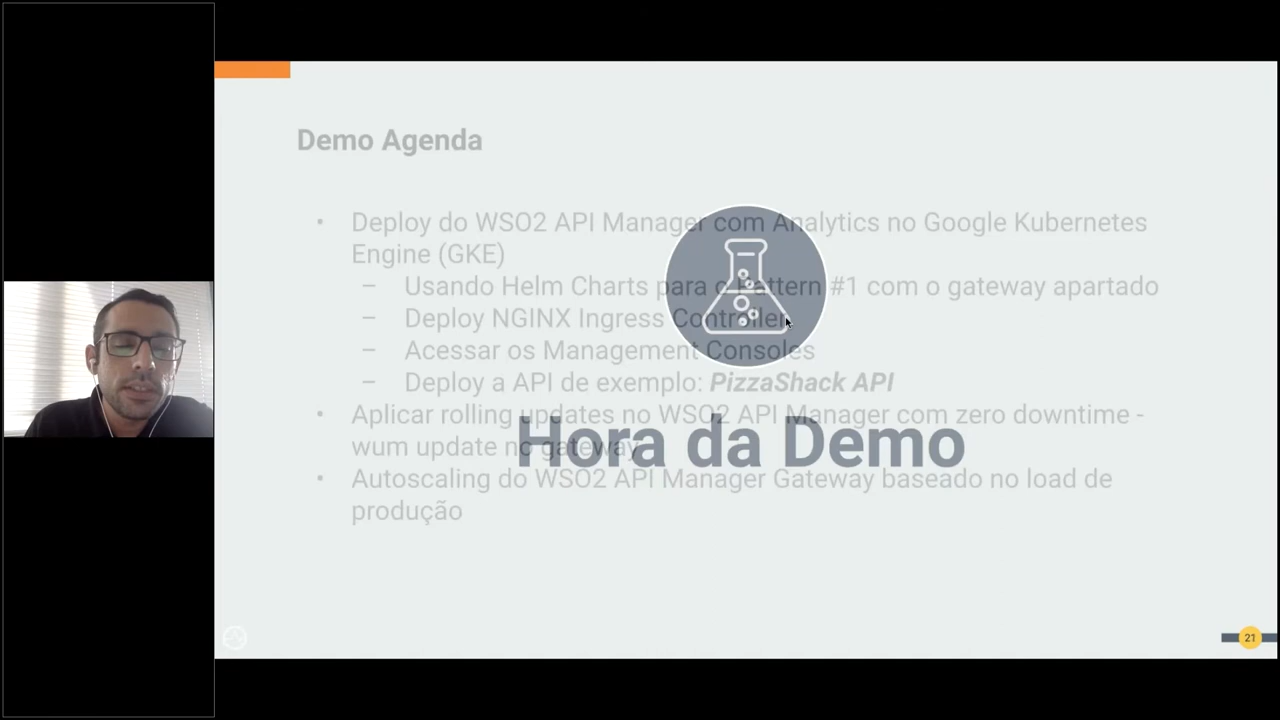 Demo Agenda
▪ Deploy do WSO2 API Manager com Analytics no Google Kubernetes
Engine (GKE)
– Usando Helm Charts para o Pattern #1 com o gateway apartado
– Deploy NGINX Ingress Controller
– Acessar os Management Consoles
– Deploy a API de exemplo: PizzaShack API
▪ Aplicar rolling updates no WSO2 API Manager com zero downtime -
wum update no gateway
▪ Autoscaling do WSO2 API Manager Gateway baseado no load de
produção
Hora da Demo
21